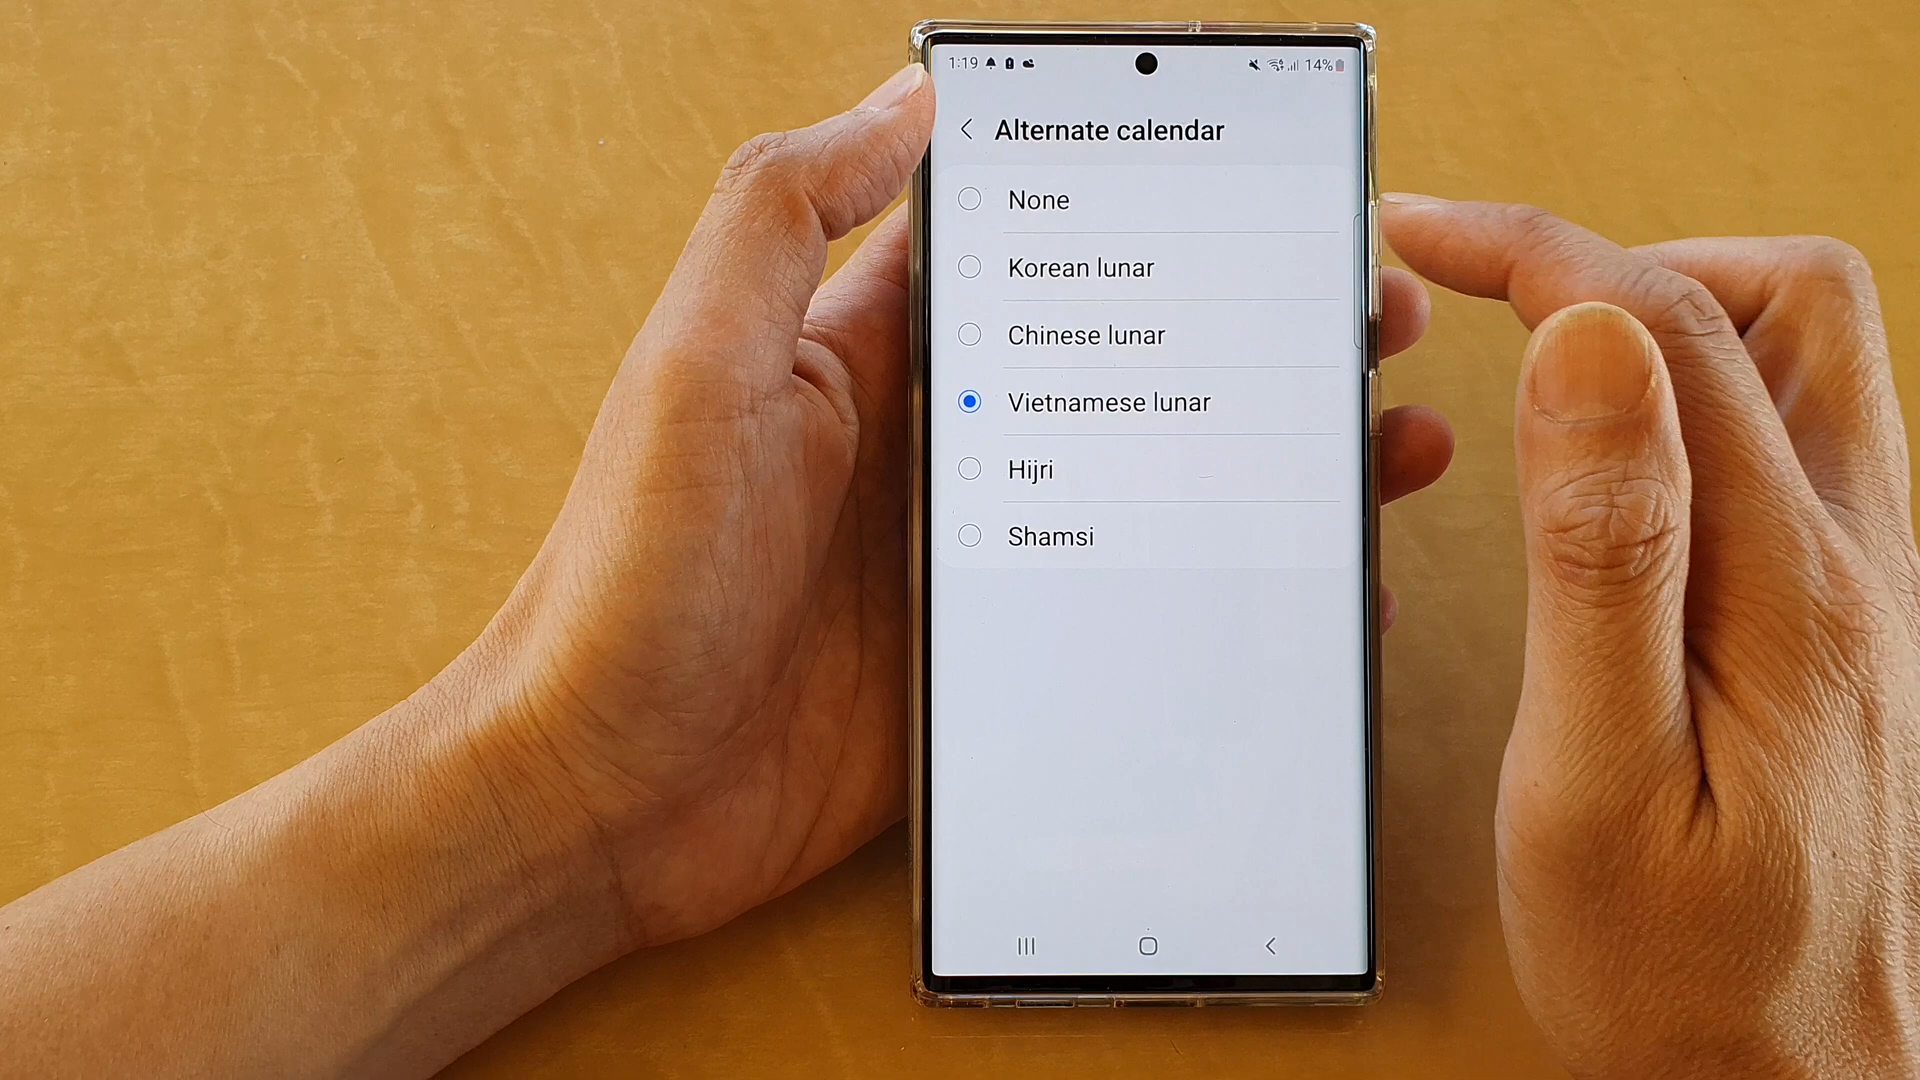 1:19 14%
Alternate calendar
None
Korean lunar
Chinese lunar
Vietnamese lunar
Hijri
Shamsi